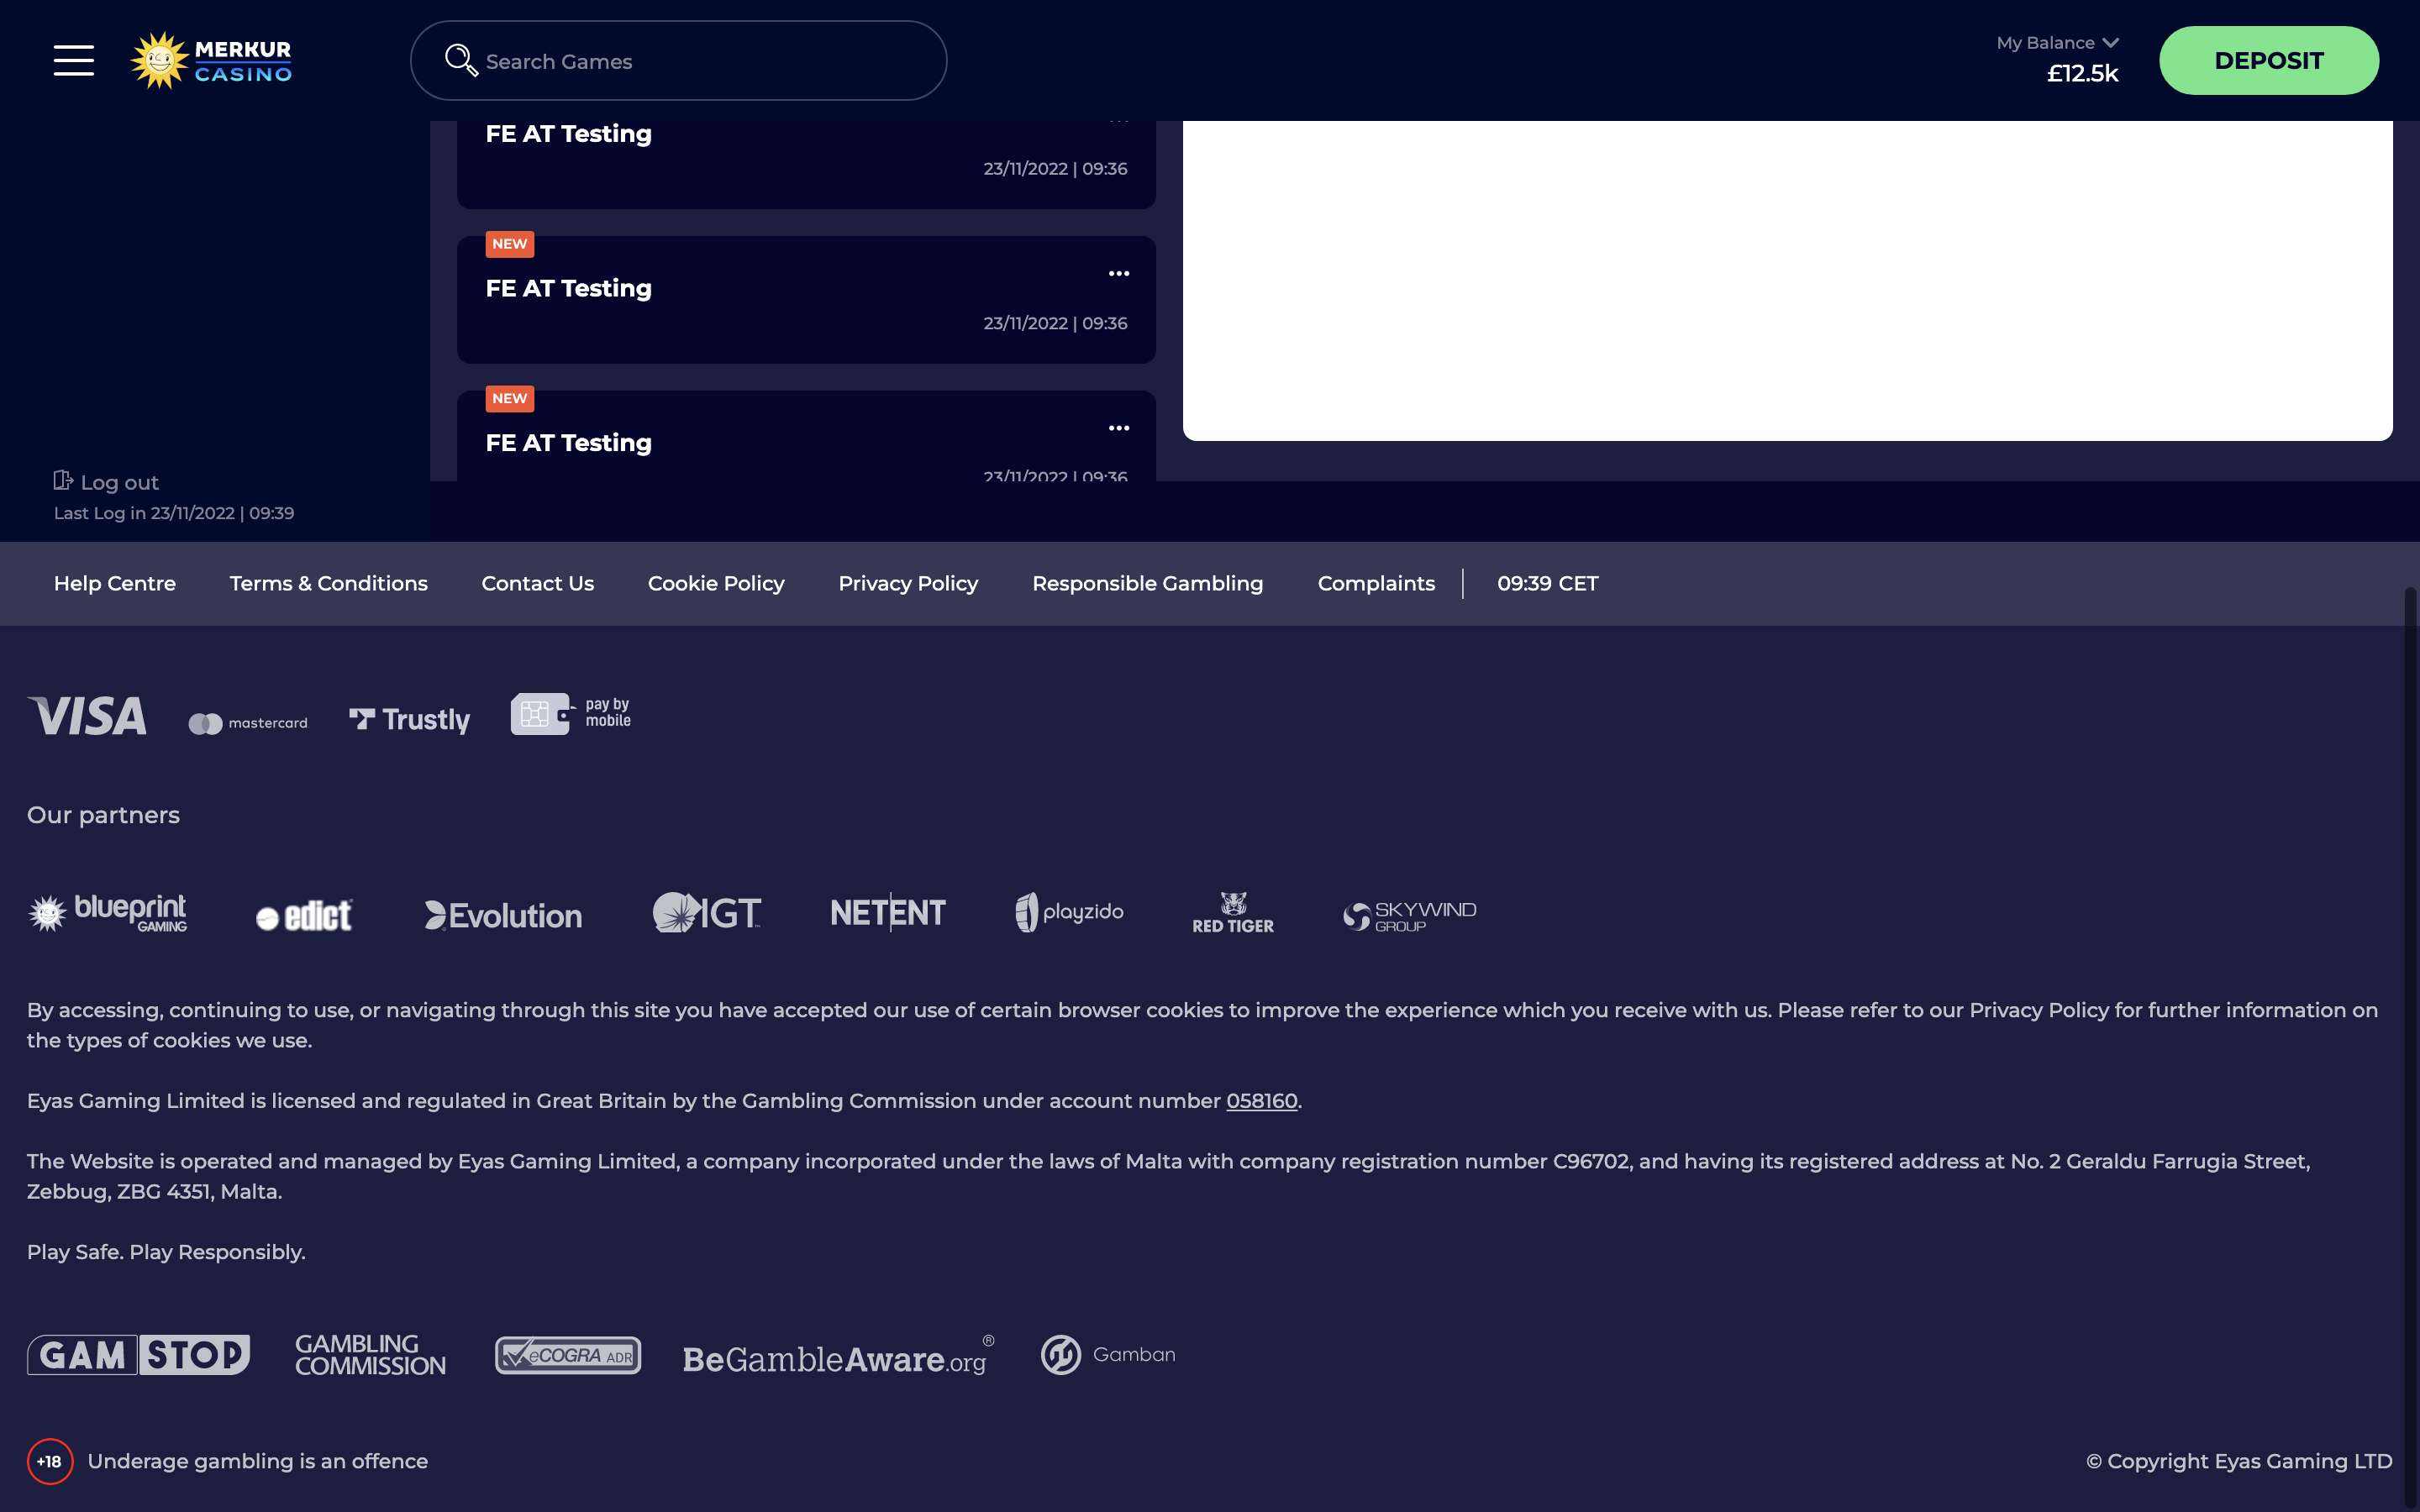 MERKUR
CASINO
Search Games
My Balance
£12.5k
DEPOSIT
FE AT Testing
23/11/2022 | 09:36
NEW
FE AT Testing
23/11/2022 | 09:36
NEW
FE AT Testing
23/11/2022 | 09:36
Log out
Last Log in 23/11/2022 | 09:39
Help Centre Terms & Conditions Contact Us Cookie Policy Privacy Policy Responsible Gambling Complaints 09:39 CET
VISA mastercard Trustly pay by
mobile
Our partners
blueprint
GAMING
edict
Evolution
IGT
NETENT
playzido
RED TIGER
SKYWIND
GROUP
By accessing, continuing to use, or navigating through this site you have accepted our use of certain browser cookies to improve the experience which you receive with us. Please refer to our Privacy Policy for further information on
the types of cookies we use.
Eyas Gaming Limited is licensed and regulated in Great Britain by the Gambling Commission under account number 058160.
The Website is operated and managed by Eyas Gaming Limited, a company incorporated under the laws of Malta with company registration number C96702, and having its registered address at No. 2 Geraldu Farrugia Street,
Zebbug, ZBG 4351, Malta.
Play Safe. Play Responsibly.
GAMSTOP
GAMBLING
COMMISSION
eCOGRA ADR
BeGambleAware.org®
Gamban
+18 Underage gambling is an offence
© Copyright Eyas Gaming LTD